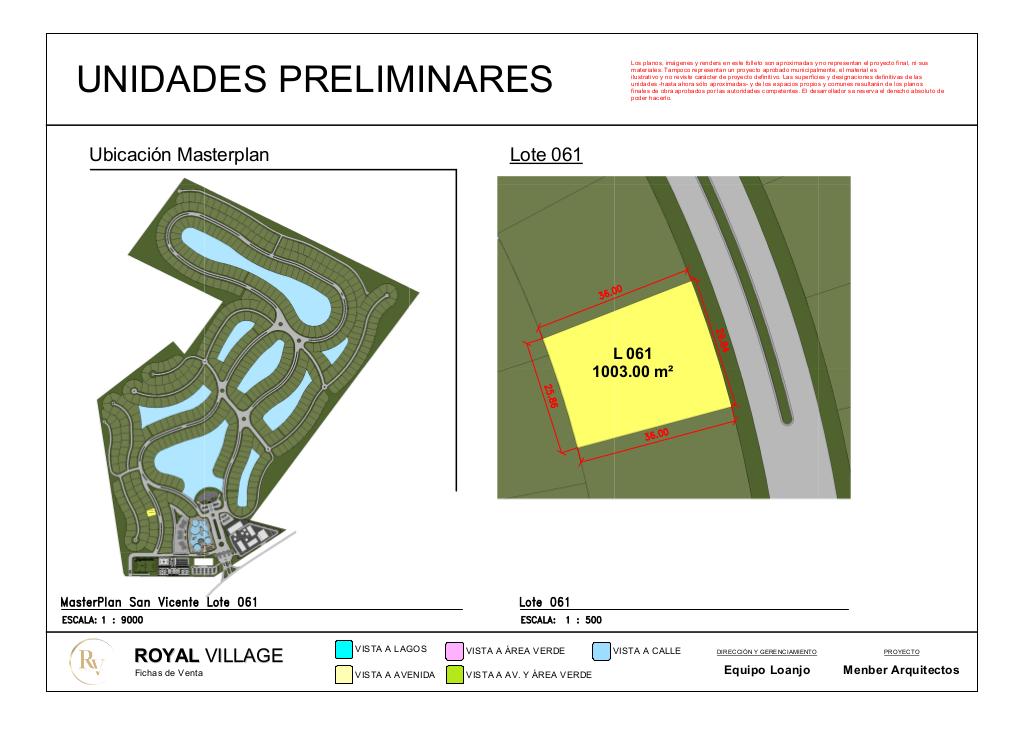 UNIDADES PRELIMINARES
Los planos, imágenes y renders en este folleto son aproximadas y no representan el proyecto final, ni sus
materiales. Tampoco representan un proyecto aprobado municipalmente, el material es
ilustrativo y no reviste carácter de proyecto definitivo. Las superficies y designaciones definitivas de las
unidades -hasta ahora sólo aproximadas- y de los espacios propios y comunes resultarán de los planos
finales de obra aprobados por las autoridades competentes. El desarrollador se reserva el derecho absoluto de
poder hacerlo.
Ubicación Masterplan
Lote 061
36.00
L 061
1003.00 m²
25.86
36.00
MasterPlan San Vicente Lote 061
ESCALA: 1 : 9000
Lote 061
ESCALA: 1 : 500
RV
ROYAL VILLAGE
Fichas de Venta
VISTA A LAGOS
VISTA A ÁREA VERDE
VISTA A CALLE
VISTA A AVENIDA
VISTA A AV. Y ÁREA VERDE
DIRECCIÓN Y GERENCIAMIENTO
Equipo Loanjo
PROYECTO
Menber Arquitectos